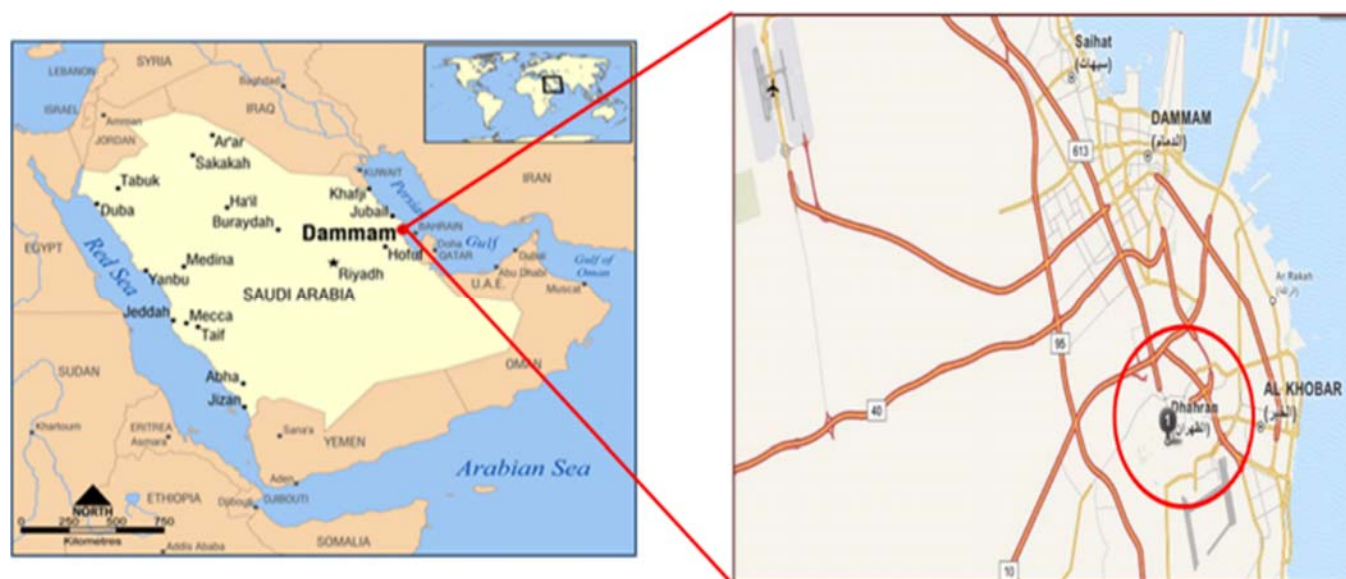 SYRIA
LEBANON
Baghdad
IRAQ
ISRAEL
Amman
JORDAN
Ar'ar
Sakakah
KUWAIT
IRAN
Tabuk
Khafji
Persian
Duba
Ha'il
Jubail
Buraydah
Dammam
BAHRAIN
EGYPT
Hofuf
Doha
QATAR
Gulf
Dubai
Gulf of
Oman
Red Sea
Medina
Yanbu
Riyadh
Abu Dhabi
U.A.E.
Muscat
SAUDI ARABIA
Jeddah
Mecca
Taif
OMAN
SUDAN
Abha
Jizan
Khartoum
ERITREA
Asmara
Sana'a
YEMEN
Arabian Sea
Aden
NORTH
ETHIOPIA
Djibouti
DJIBOUTI
0 250 500 750
Kilometres
Addis Ababa
SOMALIA
Saihat
(سيهات)
DAMMAM
(الدمام)
613
Ar Rakah
95
40
AL KHOBAR
(الخبر)
Dhahran
1
(الظهران)
10